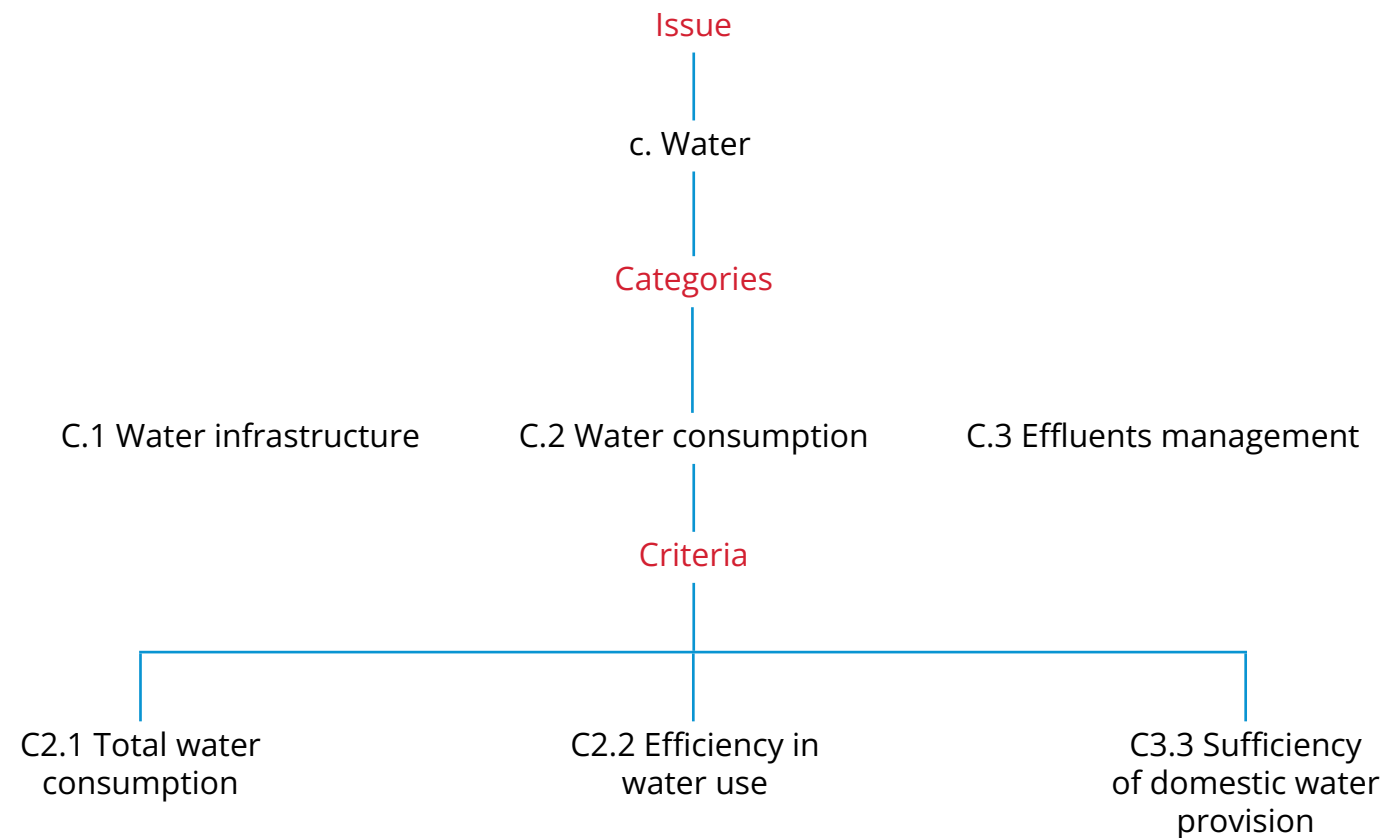 Issue
c. Water
Categories
C.1 Water infrastructure
C.2 Water consumption
C.3 Effluents management
Criteria
C2.1 Total water
consumption
C2.2 Efficiency in
water use
C3.3 Sufficiency
of domestic water
provision